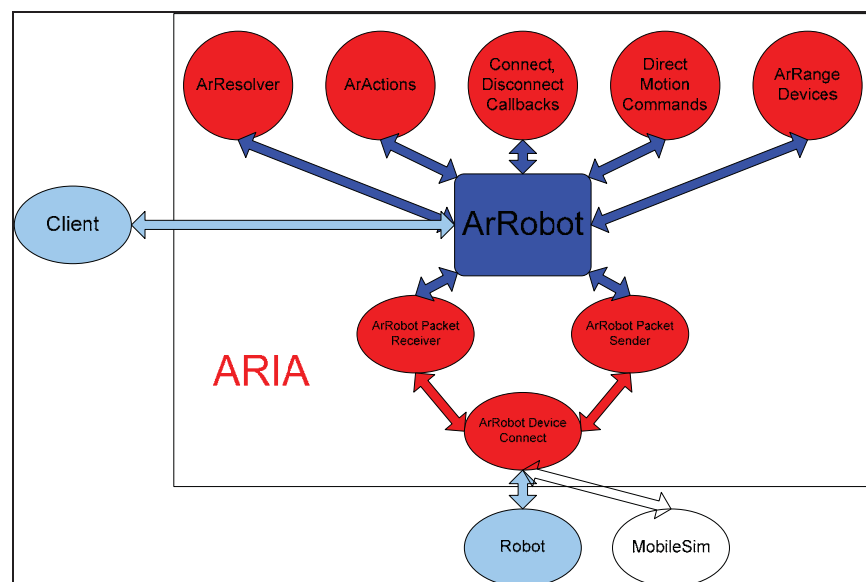 ArResolver
ArActions
Connect,
Disconnect
Callbacks
Direct
Motion
Commands
ArRange
Devices
Client
ArRobot
ArRobot Packet
Receiver
ArRobot Packet
Sender
ARIA
ArRobot Device
Connect
Robot
MobileSim